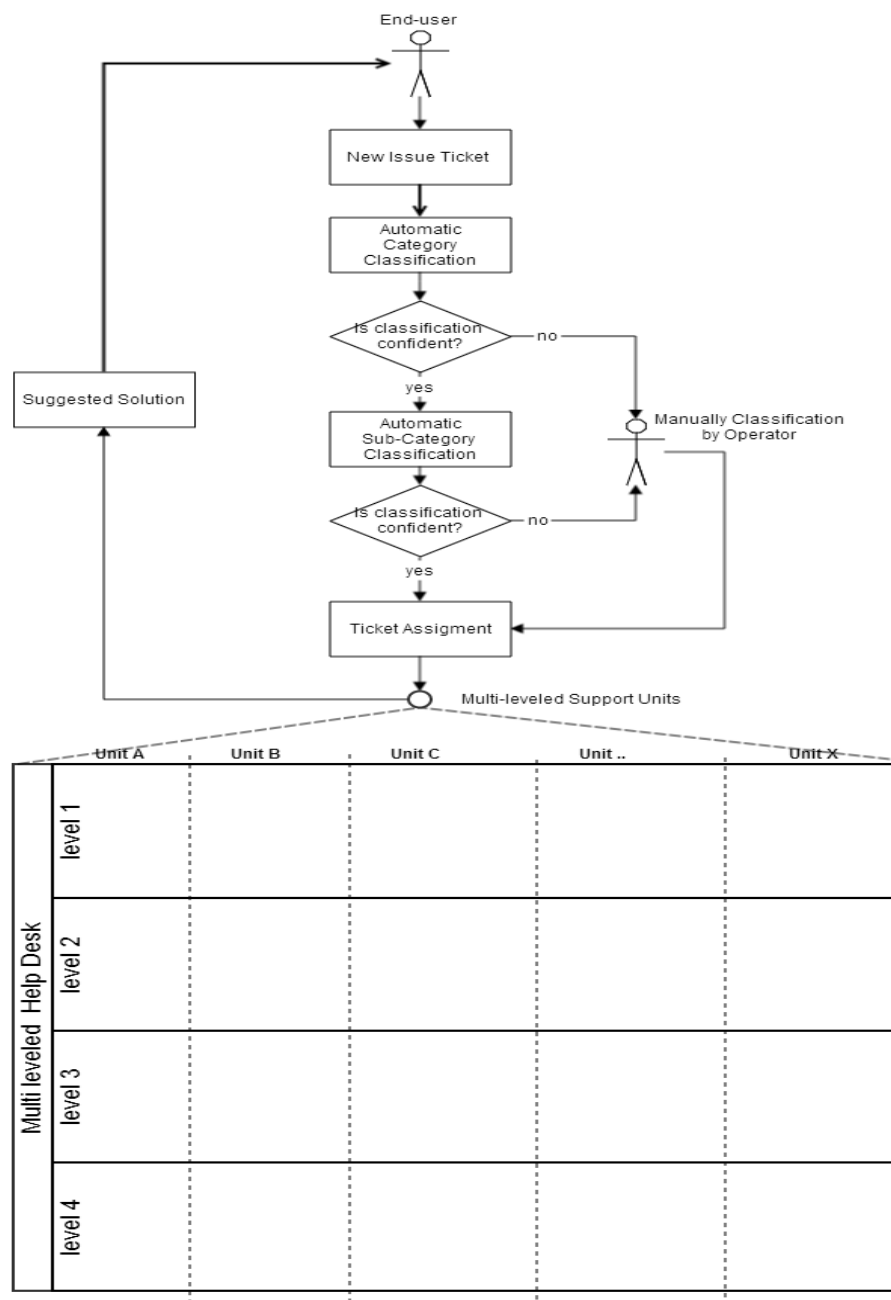 End-user
New Issue Ticket
Automatic
Category
Classification
Is classification
confident?
no
yes
Suggested Solution
Automatic
Sub-Category
Classification
Manually Classification
by Operator
Is classification
confident?
no
yes
Ticket Assigment
Multi-leveled Support Units
Unit A
Unit B
Unit C
Unit ..
Unit X
Multi leveled Help Desk
level 1
level 2
level 3
level 4